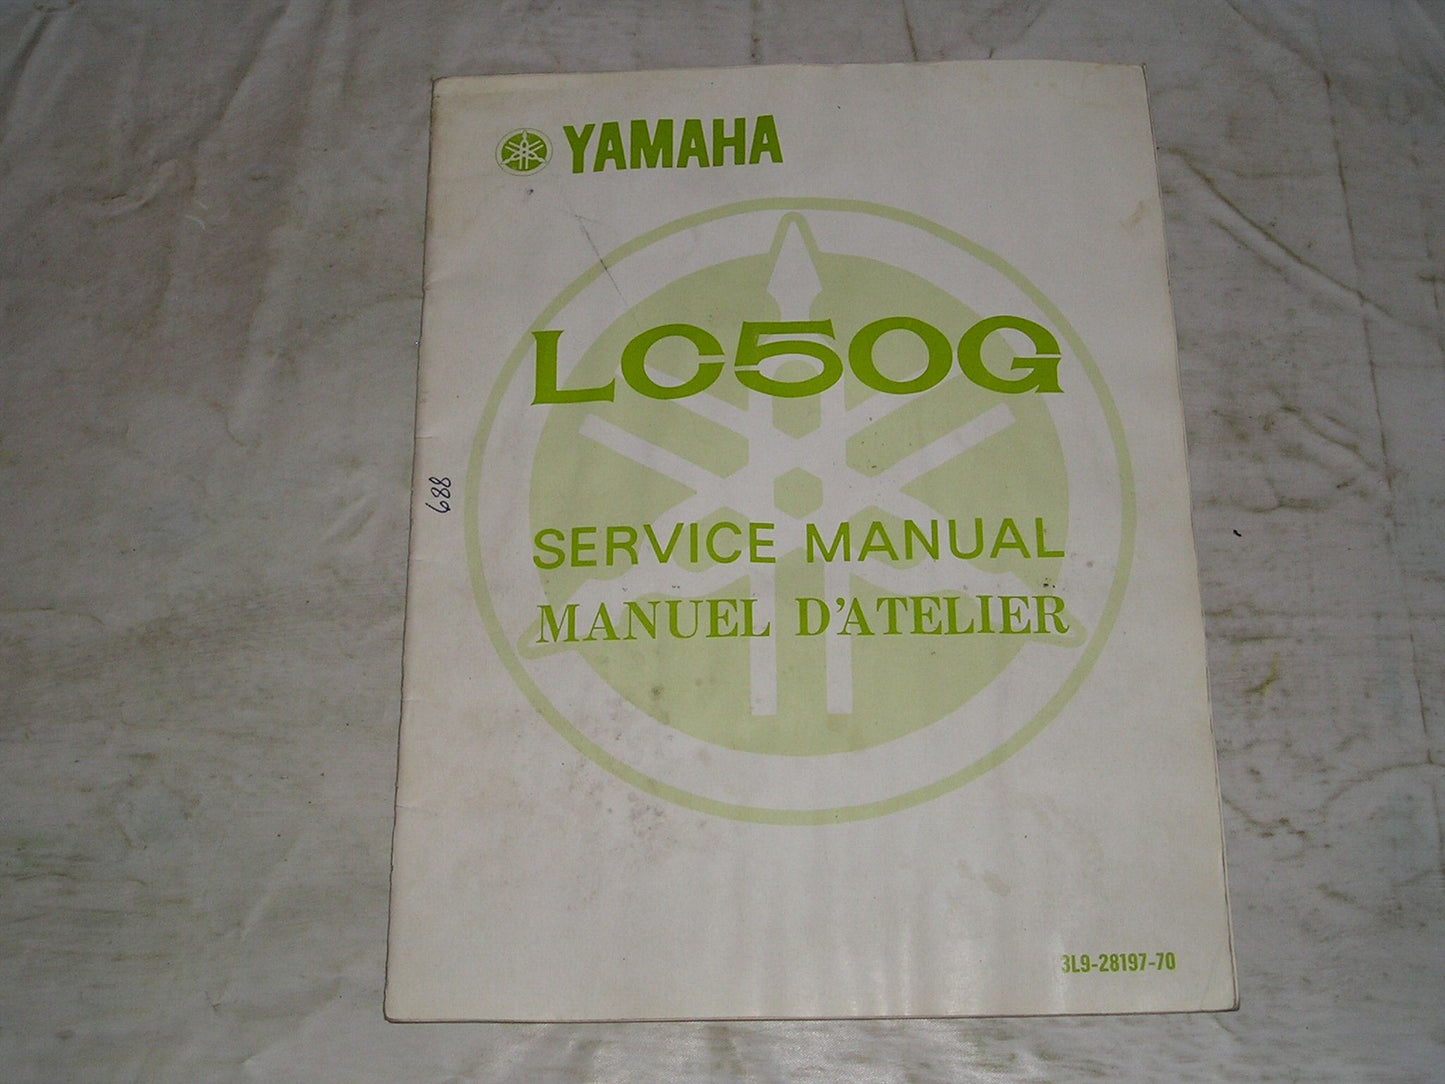 YAMAHA
LC50G
SERVICE MANUAL
MANUEL D'ATELIER
688
3L9-28197-70